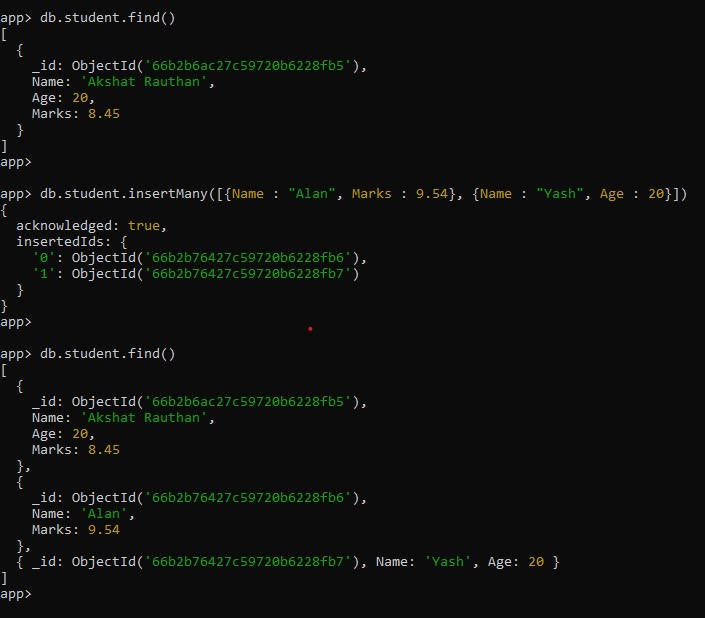 app> db.student.find()
[
  {
    _id: ObjectId('66b2b6ac27c59720b6228fb5'),
    Name: 'Akshat Rauthan',
    Age: 20,
    Marks: 8.45
  }
]
app>
app> db.student.insertMany([{Name : "Alan", Marks : 9.54}, {Name : "Yash", Age : 20}])
{
  acknowledged: true,
  insertedIds: {
    '0': ObjectId('66b2b76427c59720b6228fb6'),
    '1': ObjectId('66b2b76427c59720b6228fb7')
  }
}
app>
app> db.student.find()
[
  {
    _id: ObjectId('66b2b6ac27c59720b6228fb5'),
    Name: 'Akshat Rauthan',
    Age: 20,
    Marks: 8.45
  },
  {
    _id: ObjectId('66b2b76427c59720b6228fb6'),
    Name: 'Alan',
    Marks: 9.54
  },
  { _id: ObjectId('66b2b76427c59720b6228fb7'), Name: 'Yash', Age: 20 }
]
app>